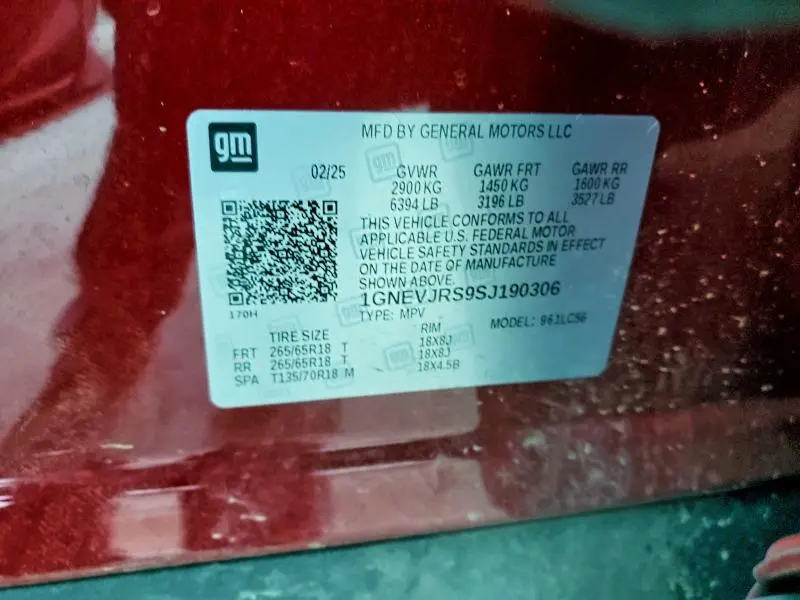 gm
MFD BY GENERAL MOTORS LLC
02/25 GVWR GAWR FRT GAWR RR
2900 KG 1450 KG 1600 KG
6394 LB 3196 LB 3527 LB
THIS VEHICLE CONFORMS TO ALL
APPLICABLE U.S. FEDERAL MOTOR
VEHICLE SAFETY STANDARDS IN EFFECT
ON THE DATE OF MANUFACTURE
SHOWN ABOVE.
1GNEVJRS9SJ190306
170H
TYPE: MPV MODEL: 961LC56
TIRE SIZE RIM
FRT 265/65R18 T 18X8J
RR 265/65R18 T 18X8J
SPA T135/70R18 M 18X4.5B